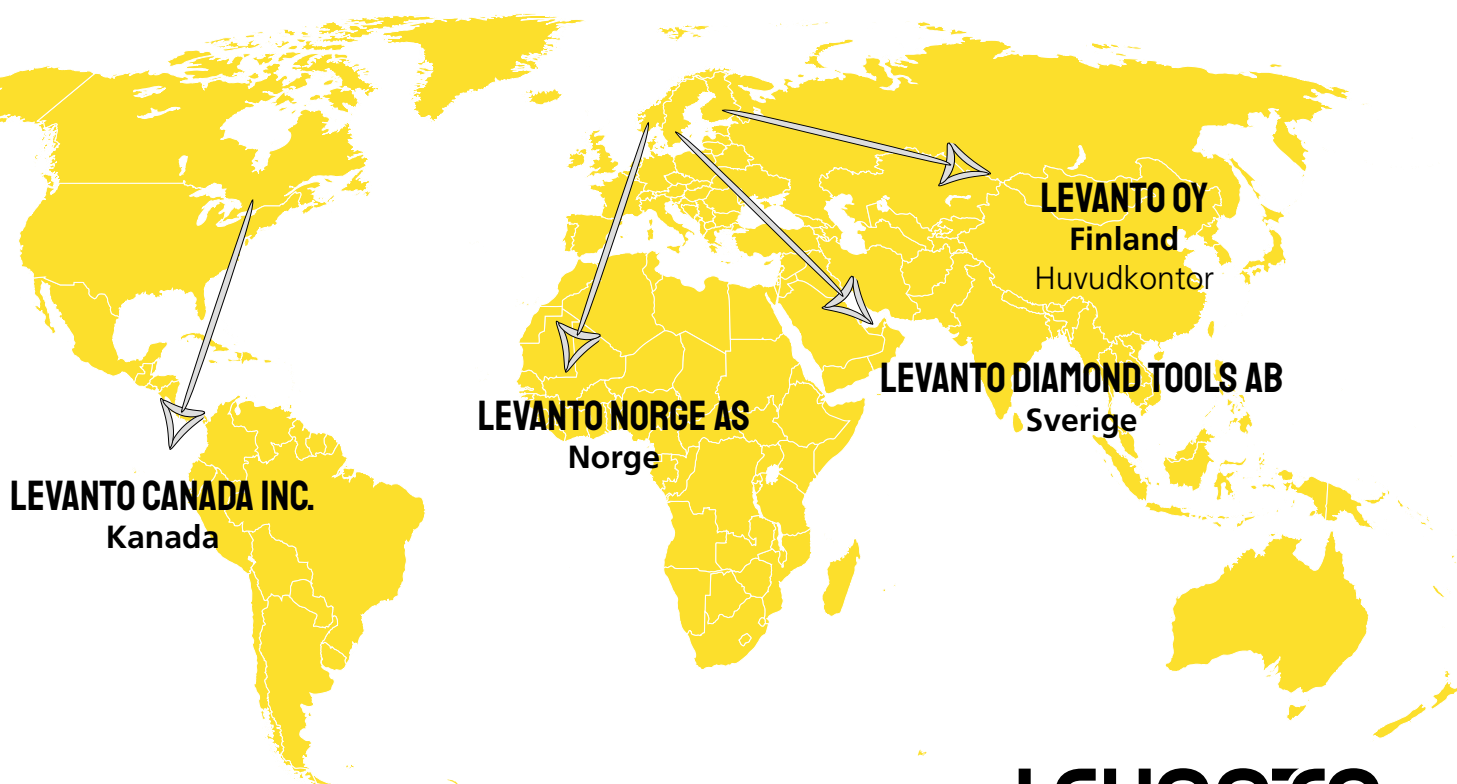 LEVANTO OY
Finland
Huvudkontor
LEVANTO DIAMOND TOOLS AB
Sverige
LEVANTO NORGE AS
Norge
LEVANTO CANADA INC.
Kanada